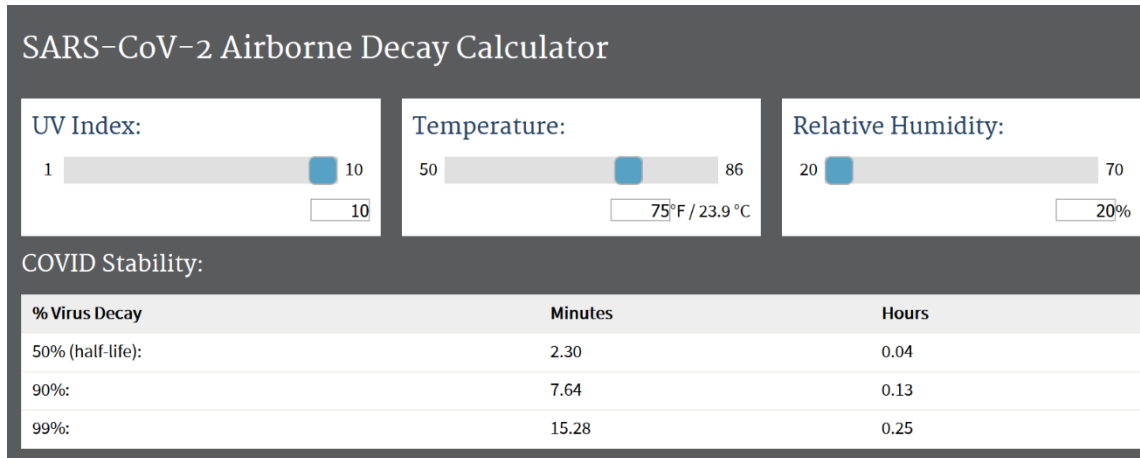 SARS-CoV-2 Airborne Decay Calculator
UV Index: Temperature: Relative Humidity:
1 10 50 86 20 70
10 75°F / 23.9 °C 20%
COVID Stability:
% Virus Decay Minutes Hours
50% (half-life): 2.30 0.04
90%: 7.64 0.13
99%: 15.28 0.25